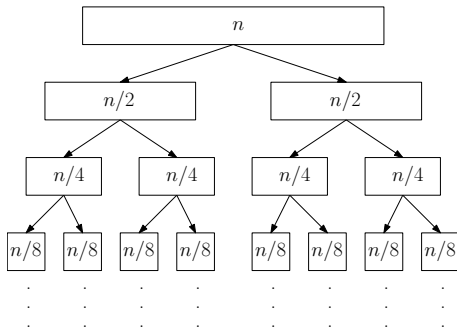 n
n/2 n/2
n/4 n/4 n/4 n/4
n/8 n/8 n/8 n/8 n/8 n/8 n/8 n/8
. . . . . . . .
. . . . . . . .
. . . . . . . .